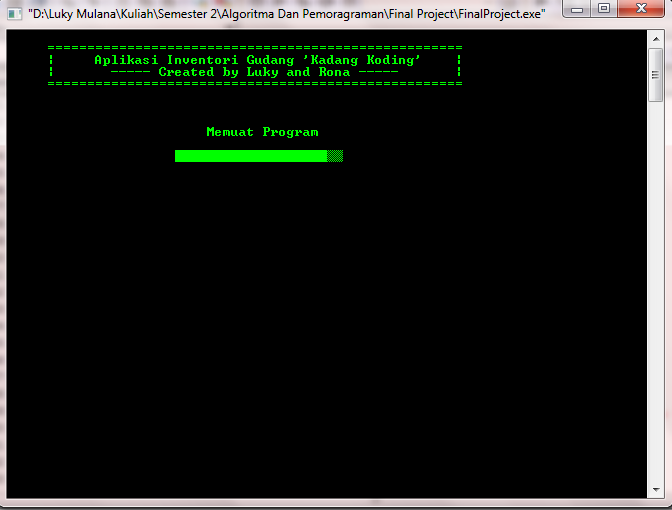 "D:\Luky Mulana\Kuliah\Semester 2\Algoritma Dan Pemoragraman\Final Project\FinalProject.exe"
====================================================
¦ Aplikasi Inventori Gudang 'Kadang Koding' ¦
¦ ----- Created by Luky and Rona ----- ¦
====================================================
Memuat Program